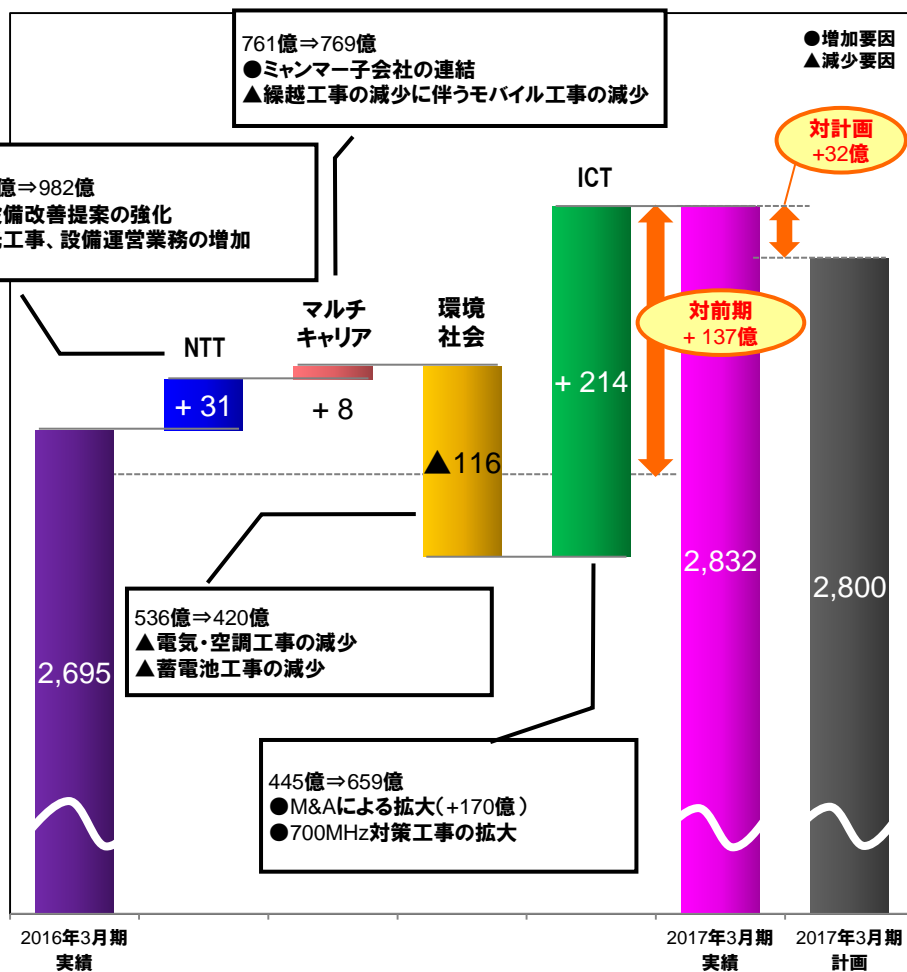 761億⇒769億
●ミャンマー子会社の連結
▲繰越工事の減少に伴うモバイル工事の減少
●増加要因
▲減少要因
対計画
+32億
億⇒982億
備改善提案の強化
工事、設備運営業務の増加
ICT
マルチ
キャリア
環境
社会
NTT
対前期
+ 137億
+ 31
+ 8
+ 214
▲116
2,695
2,832
2,800
536億⇒420億
▲電気・空調工事の減少
▲蓄電池工事の減少
445億⇒659億
●M&Aによる拡大(+170億)
●700MHz対策工事の拡大
2016年3月期
実績
2017年3月期
実績
2017年3月期
計画